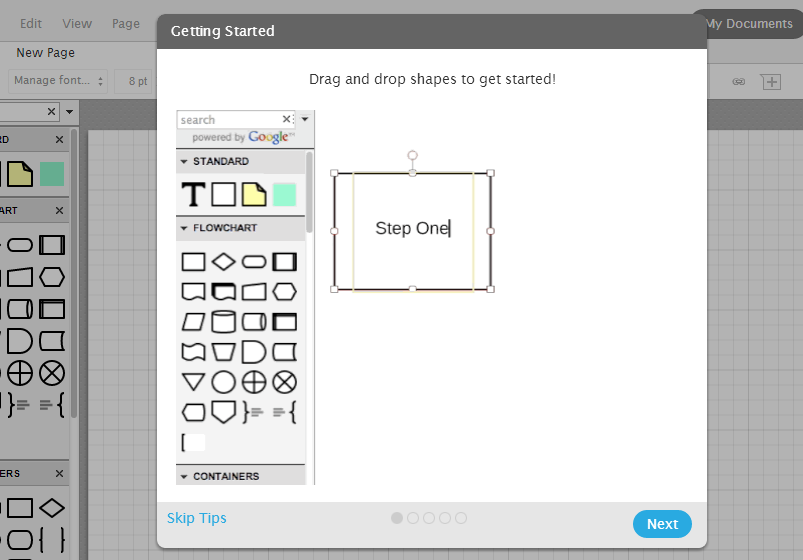 Edit View Page
My Documents
New Page
Manage font... 8 pt
Getting Started
Drag and drop shapes to get started!
search
powered by Google™
STANDARD
T
FLOWCHART
CONTAINERS
Step One
RD
ART
ERS
Skip Tips
Next